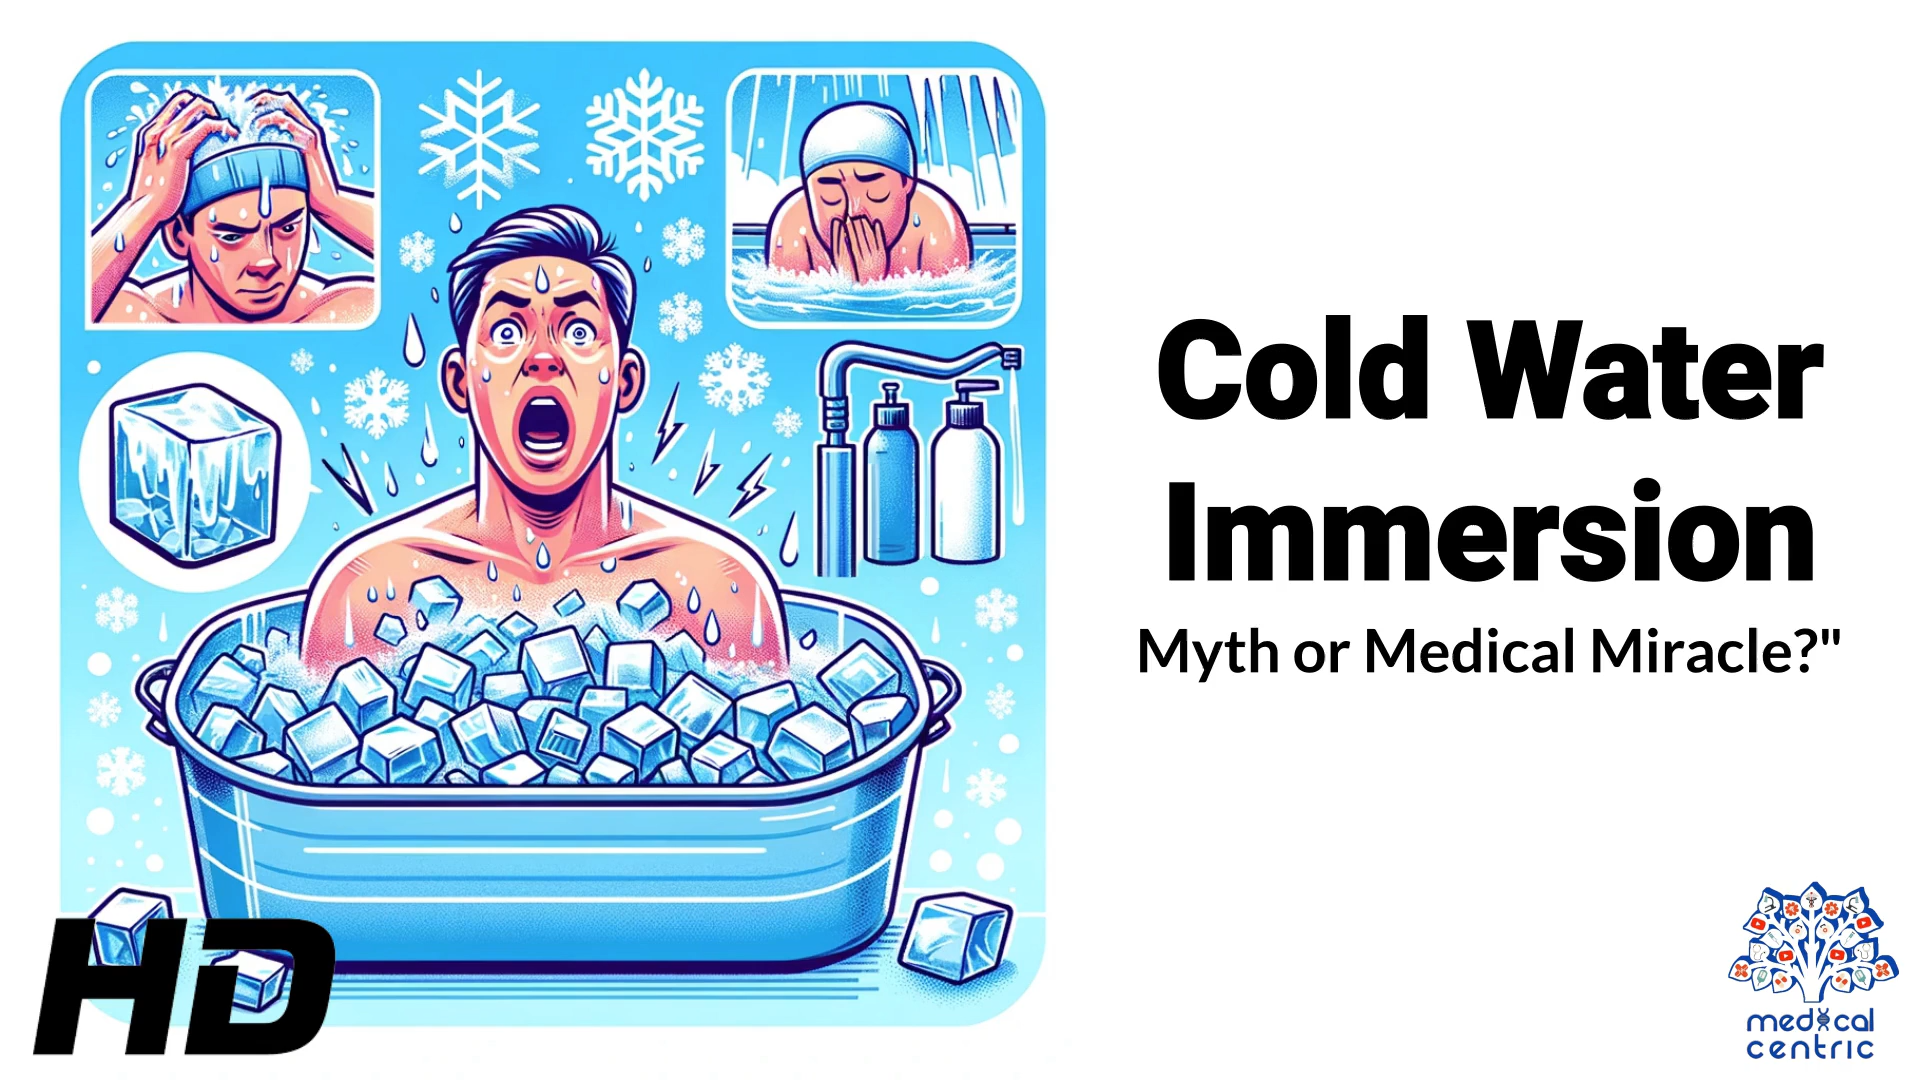 Cold Water
Immersion
Myth or Medical Miracle?"
HD
medical
centric